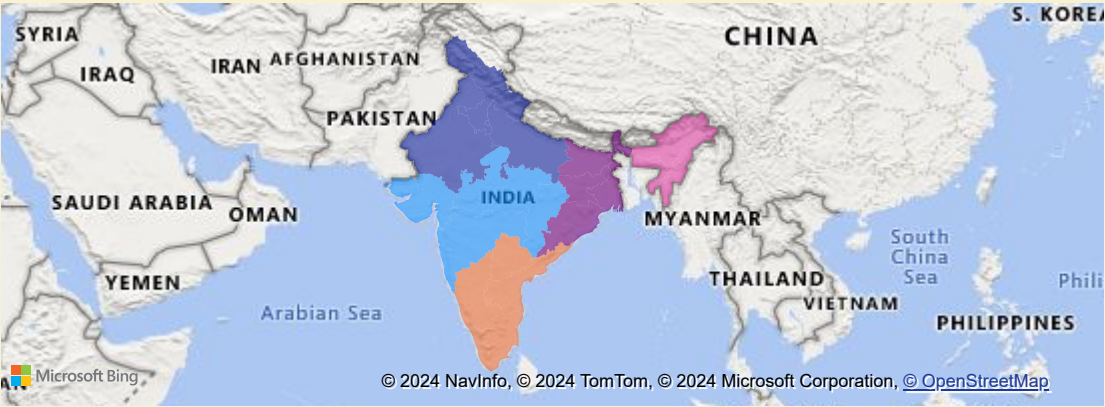 S. KOREA
SYRIA
CHINA
IRAQ
IRAN
AFGHANISTAN
PAKISTAN
SAUDI ARABIA
INDIA
OMAN
MYANMAR
South
China
Sea
YEMEN
THAILAND
Phili
VIETNAM
Arabian Sea
PHILIPPINES
Microsoft Bing
© 2024 NavInfo, © 2024 TomTom, © 2024 Microsoft Corporation, © OpenStreetMap